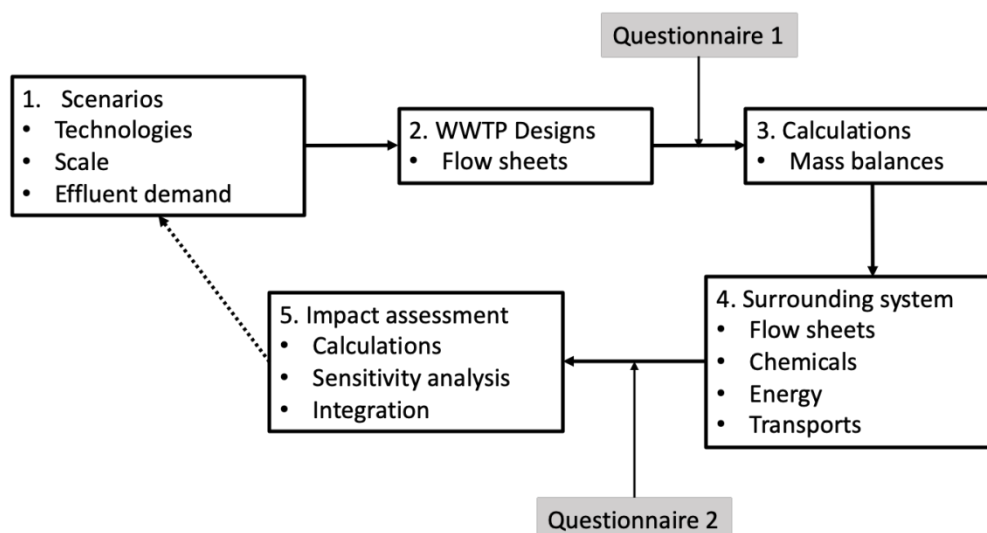 Questionnaire 1
1. Scenarios
• Technologies
• Scale
• Effluent demand
2. WWTP Designs
• Flow sheets
3. Calculations
• Mass balances
4. Surrounding system
• Flow sheets
• Chemicals
• Energy
• Transports
5. Impact assessment
• Calculations
• Sensitivity analysis
• Integration
Questionnaire 2